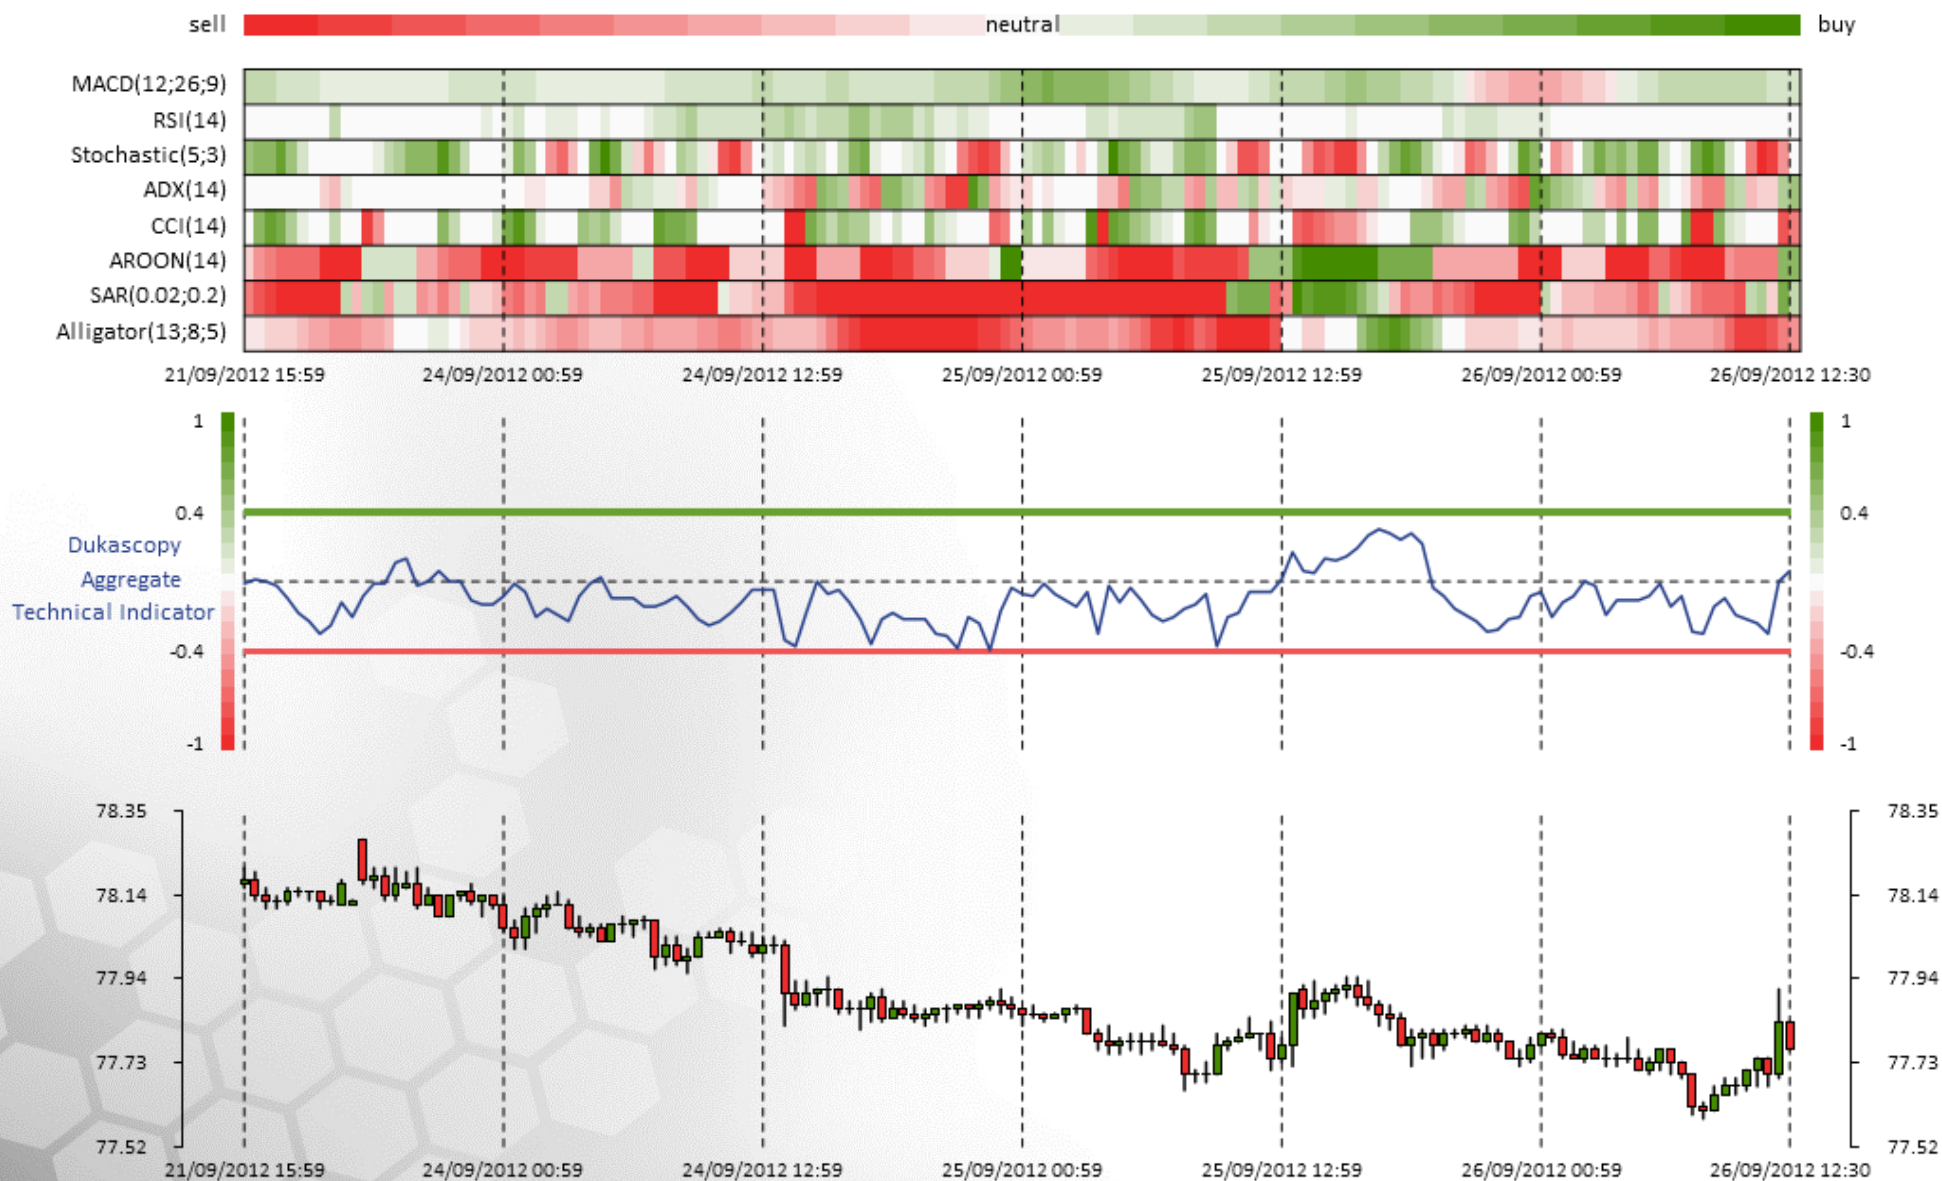 sell neutral buy
MACD(12;26;9)
RSI(14)
Stochastic(5;3)
ADX(14)
CCI(14)
AROON(14)
SAR(0.02;0.2)
Alligator(13;8;5)
21/09/2012 15:59 24/09/2012 00:59 24/09/2012 12:59 25/09/2012 00:59 25/09/2012 12:59 26/09/2012 00:59 26/09/2012 12:30
1 1
0.4 0.4
Dukascopy
Aggregate
Technical Indicator
-0.4 -0.4
-1 -1
78.35 78.35
78.14 78.14
77.94 77.94
77.73 77.73
77.52 77.52
21/09/2012 15:59 24/09/2012 00:59 24/09/2012 12:59 25/09/2012 00:59 25/09/2012 12:59 26/09/2012 00:59 26/09/2012 12:30